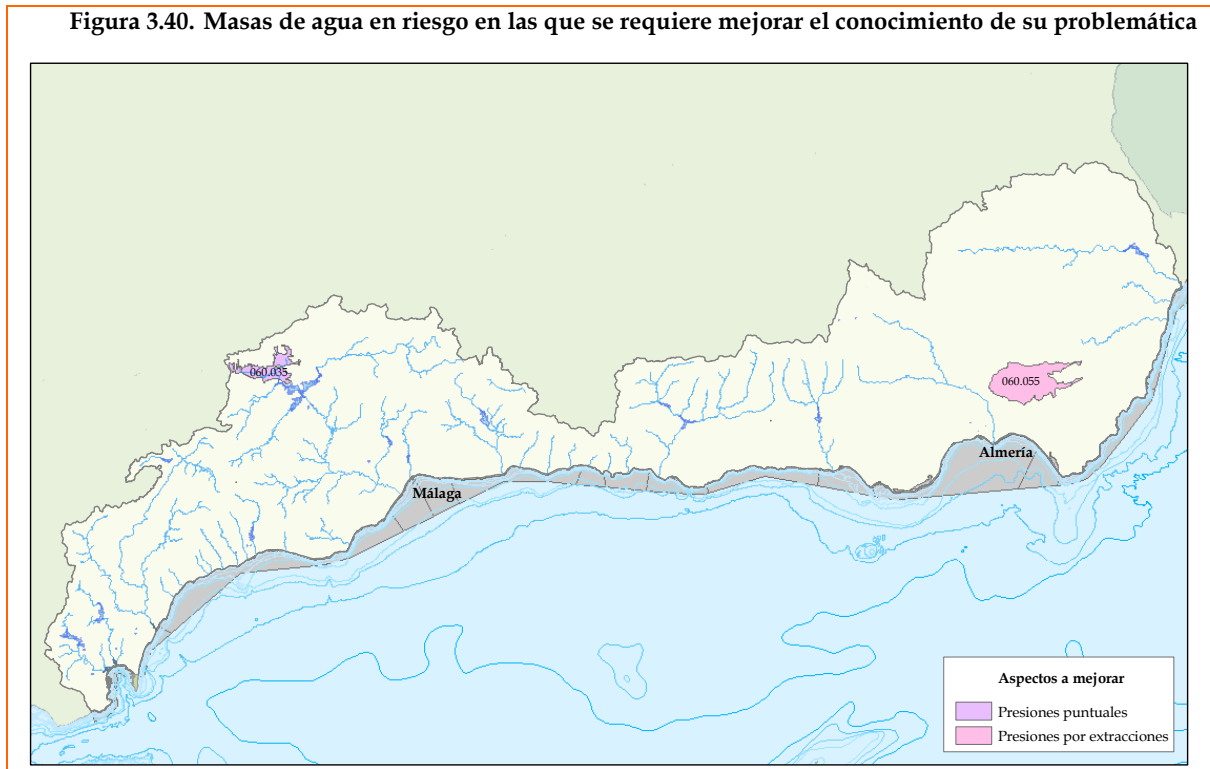 Figura 3.40. Masas de agua en riesgo en las que se requiere mejorar el conocimiento de su problemática
060.035
060.055
Almería
Málaga
Aspectos a mejorar
Presiones puntuales
Presiones por extracciones